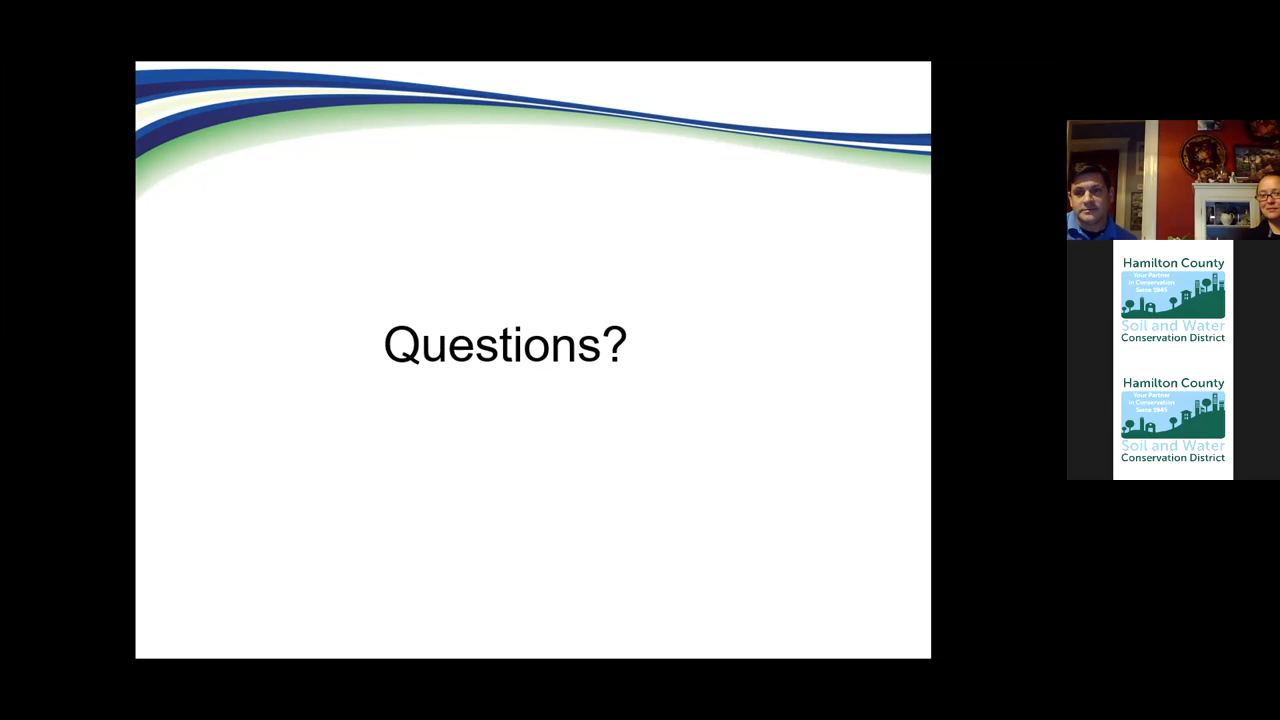 Questions?
Hamilton County
Your Partner
in Conservation
Since 1945
Soil and Water
Conservation District
Hamilton County
Your Partner
in Conservation
Since 1945
Soil and Water
Conservation District